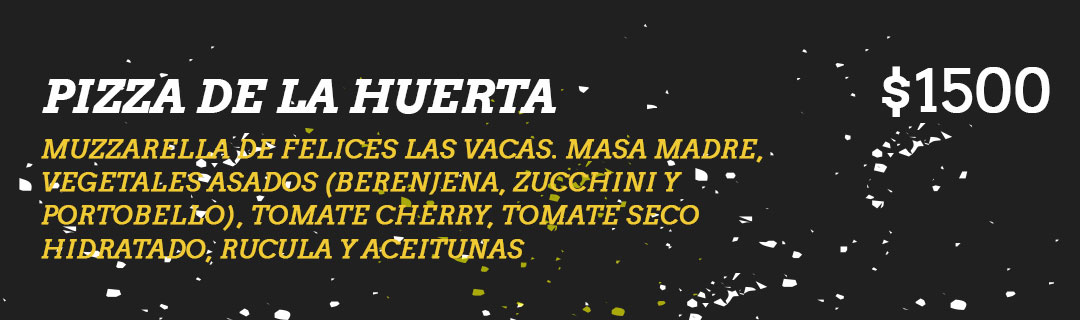 PIZZA DE LA HUERTA $1500
MUZZARELLA DE FELICES LAS VACAS. MASA MADRE,
VEGETALES ASADOS (BERENJENA, ZUCCHINI Y
PORTOBELLO), TOMATE CHERRY, TOMATE SECO
HIDRATADO, RUCULA Y ACEITUNAS